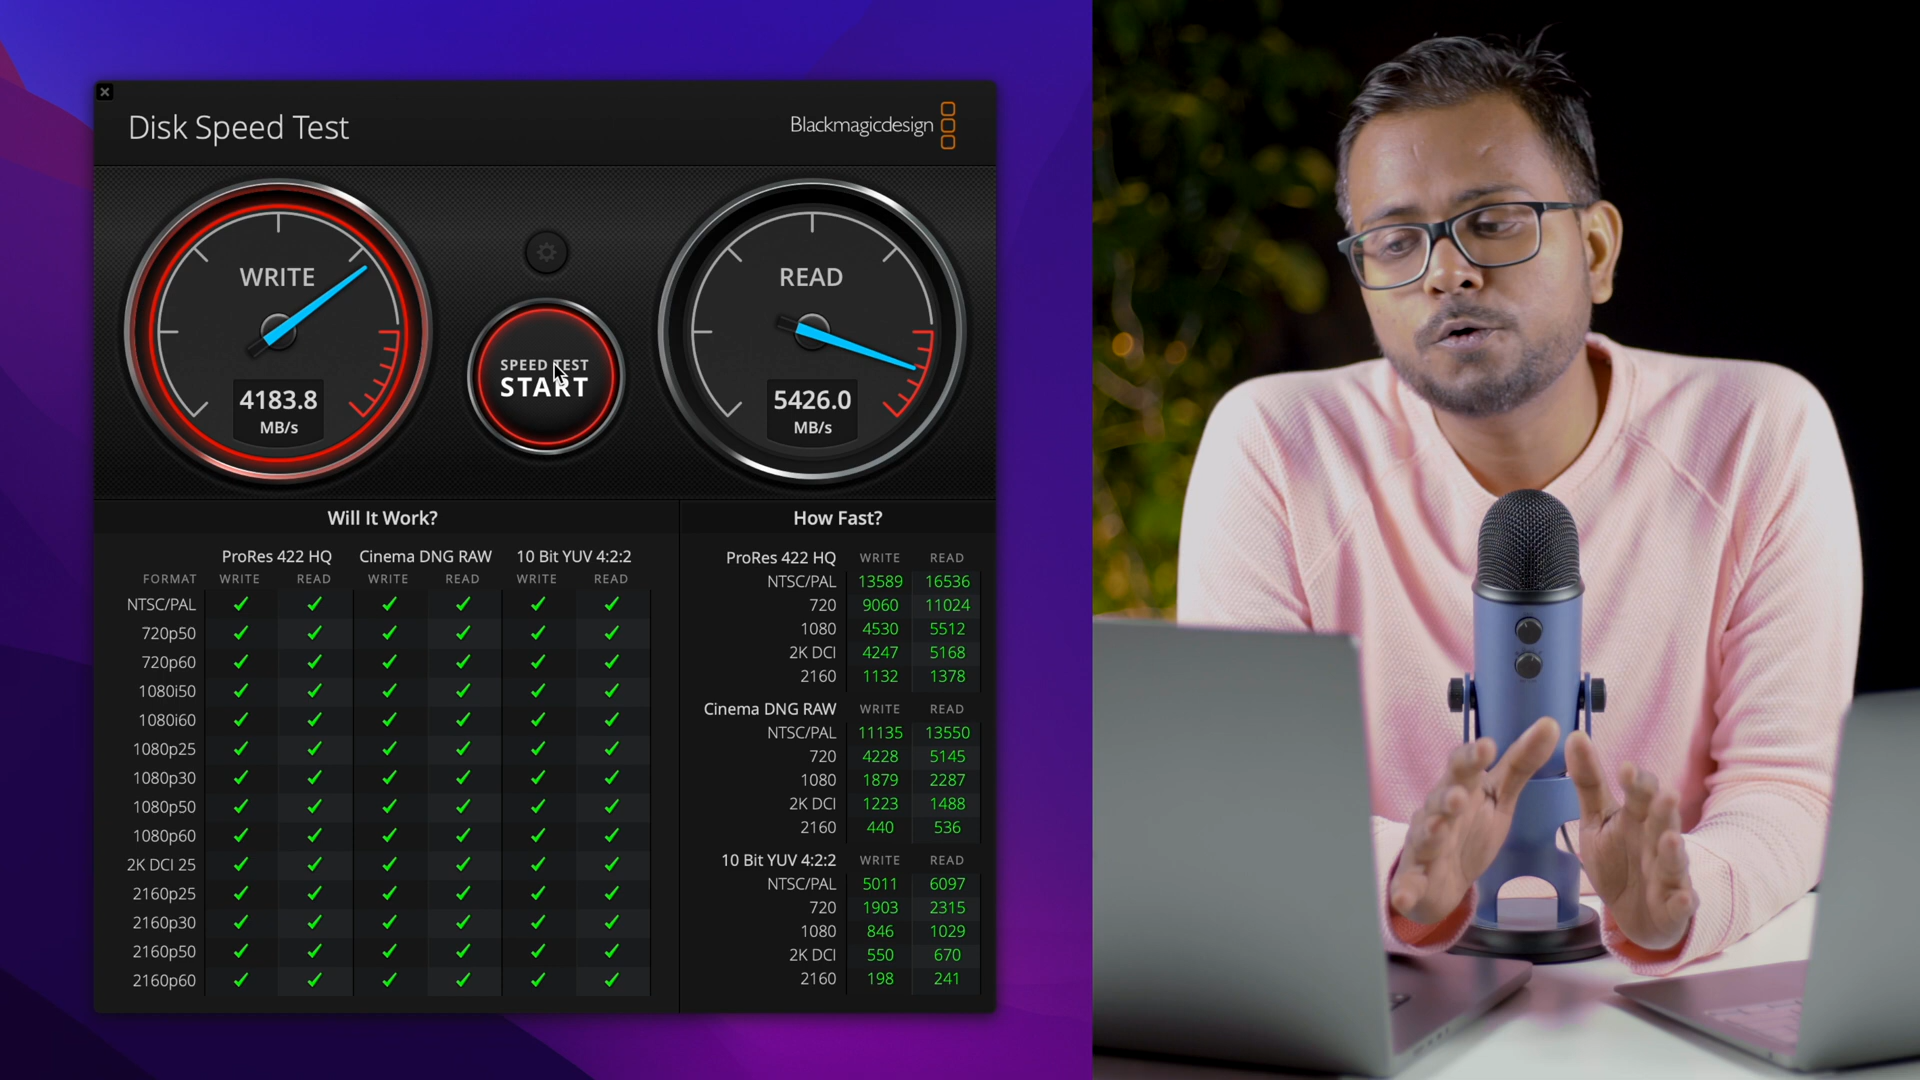 Disk Speed Test
Blackmagicdesign
WRITE
4183.8
MB/s
SPEED TEST
START
READ
5426.0
MB/s
Will It Work?
ProRes 422 HQ Cinema DNG RAW 10 Bit YUV 4:2:2
FORMAT WRITE READ WRITE READ WRITE READ
NTSC/PAL ✓ ✓ ✓ ✓ ✓ ✓
720p50 ✓ ✓ ✓ ✓ ✓ ✓
720p60 ✓ ✓ ✓ ✓ ✓ ✓
1080i50 ✓ ✓ ✓ ✓ ✓ ✓
1080i60 ✓ ✓ ✓ ✓ ✓ ✓
1080p25 ✓ ✓ ✓ ✓ ✓ ✓
1080p30 ✓ ✓ ✓ ✓ ✓ ✓
1080p50 ✓ ✓ ✓ ✓ ✓ ✓
1080p60 ✓ ✓ ✓ ✓ ✓ ✓
2K DCI 25 ✓ ✓ ✓ ✓ ✓ ✓
2160p25 ✓ ✓ ✓ ✓ ✓ ✓
2160p30 ✓ ✓ ✓ ✓ ✓ ✓
2160p50 ✓ ✓ ✓ ✓ ✓ ✓
2160p60 ✓ ✓ ✓ ✓ ✓ ✓
How Fast?
ProRes 422 HQ WRITE READ
NTSC/PAL 13589 16536
720 9060 11024
1080 4530 5512
2K DCI 4247 5168
2160 1132 1378
Cinema DNG RAW WRITE READ
NTSC/PAL 11135 13550
720 4228 5145
1080 1879 2287
2K DCI 1223 1488
2160 440 536
10 Bit YUV 4:2:2 WRITE READ
NTSC/PAL 5011 6097
720 1903 2315
1080 846 1029
2K DCI 550 670
2160 198 241